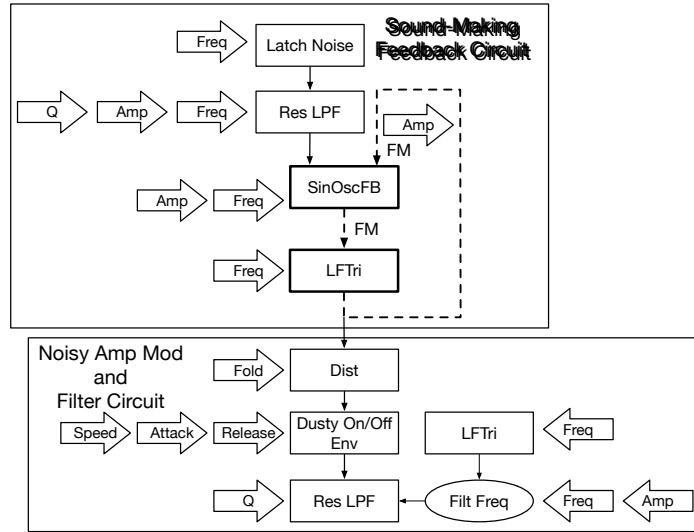 Sound-Making
Feedback Circuit
Freq
Latch Noise
Q
Amp
Freq
Res LPF
Amp
FM
Amp
Freq
SinOscFB
FM
Freq
LFTri
Noisy Amp Mod
and
Filter Circuit
Fold
Dist
Speed
Attack
Release
Dusty On/Off
Env
LFTri
Freq
Q
Res LPF
Filt Freq
Freq
Amp